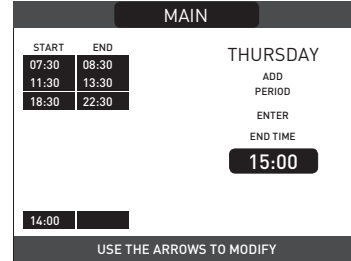 MAIN
START END
07:30 08:30
11:30 13:30
18:30 22:30
14:00
THURSDAY
ADD
PERIOD
ENTER
END TIME
15:00
USE THE ARROWS TO MODIFY